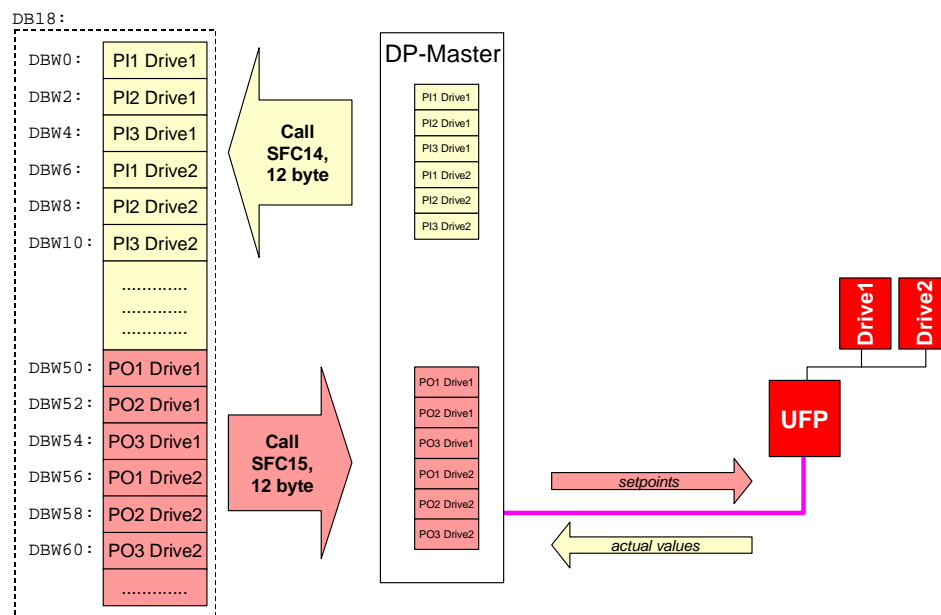 DB18:
DBW0: PI1 Drive1
DBW2: PI2 Drive1
DBW4: PI3 Drive1
DBW6: PI1 Drive2
DBW8: PI2 Drive2
DBW10: PI3 Drive2
.............
.............
.............
DBW50: PO1 Drive1
DBW52: PO2 Drive1
DBW54: PO3 Drive1
DBW56: PO1 Drive2
DBW58: PO2 Drive2
DBW60: PO3 Drive2
.............
Call
SFC14,
12 byte
Call
SFC15,
12 byte
DP-Master
PI1 Drive1
PI2 Drive1
PI3 Drive1
PI1 Drive2
PI2 Drive2
PI3 Drive2
PO1 Drive1
PO2 Drive1
PO3 Drive1
PO1 Drive2
PO2 Drive2
PO3 Drive2
setpoints
actual values
Drive1
Drive2
UFP